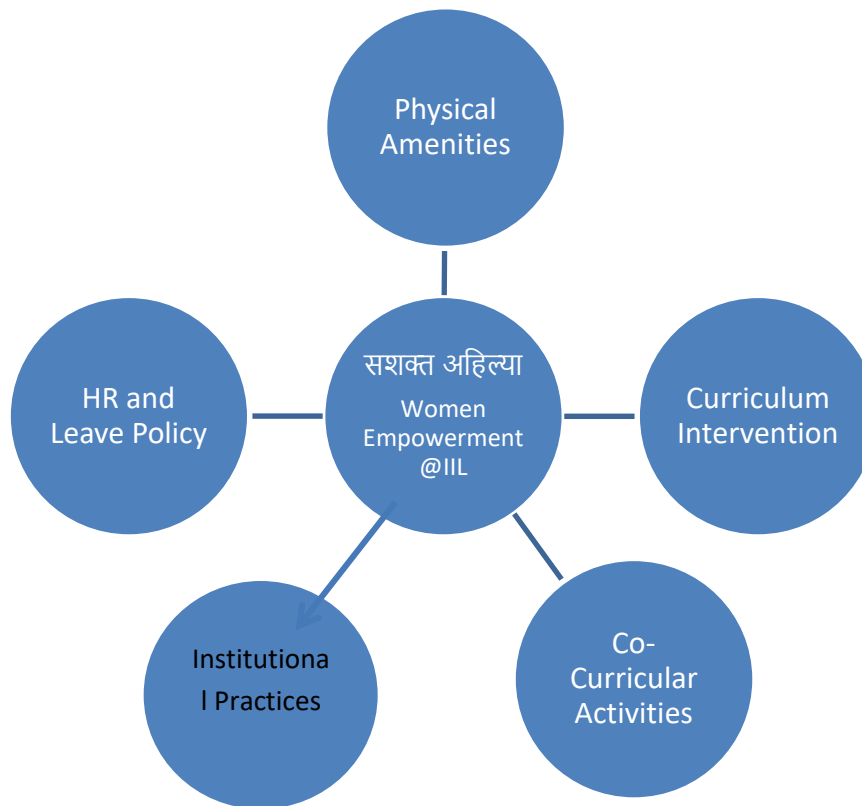 Physical
Amenities
सशक्त अहिल्या
Women
Empowerment
@IIL
HR and
Leave Policy
Curriculum
Intervention
Institutiona
l Practices
Co-
Curricular
Activities